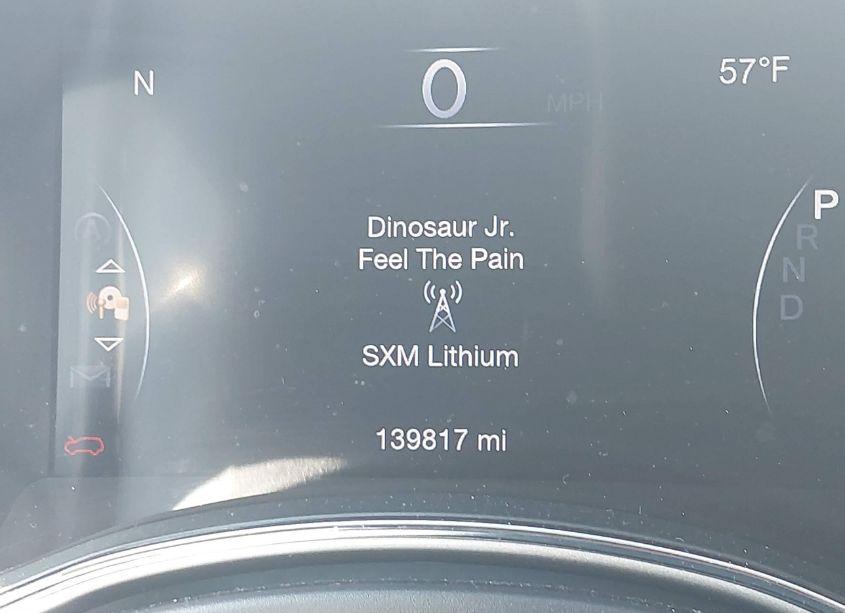 N
0 MPH
57°F
P
R
N
D
A
Dinosaur Jr.
Feel The Pain
SXM Lithium
139817 mi